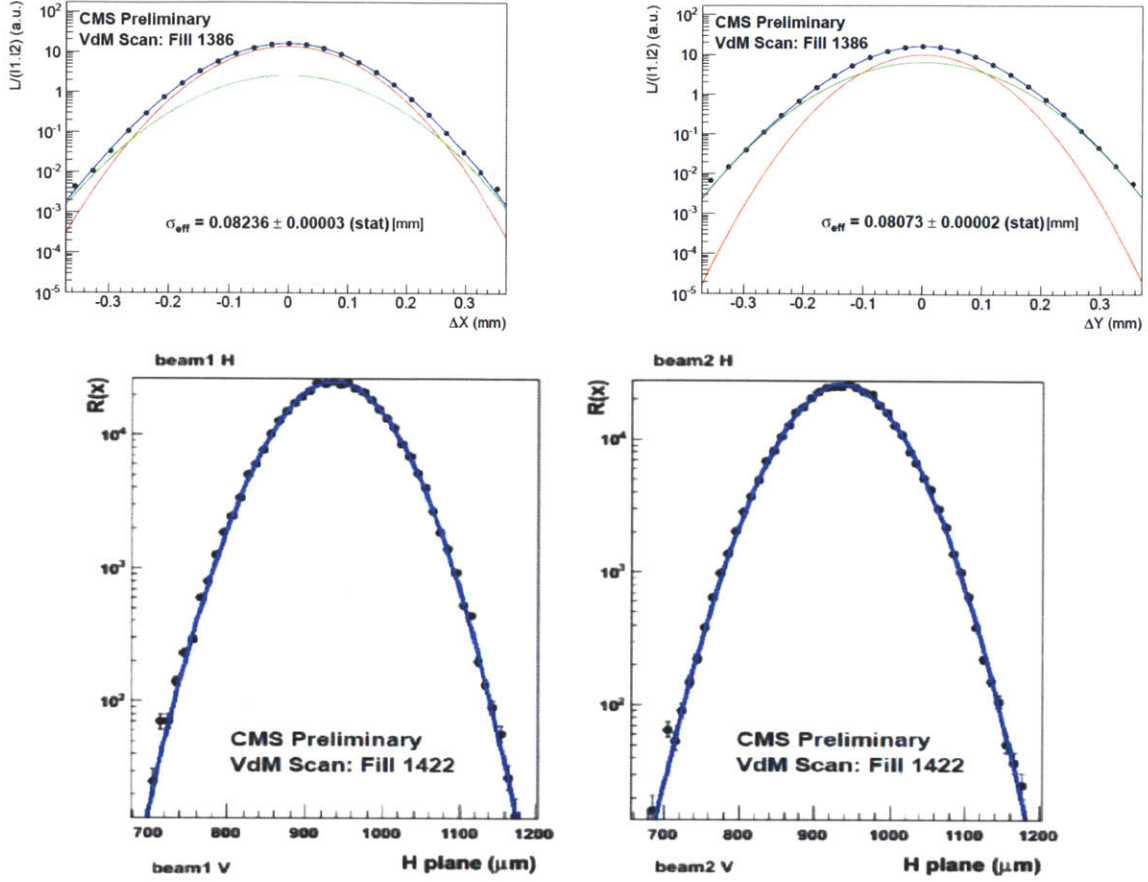 CMS Preliminary
VdM Scan: Fill 1386
L/(I1.I2) (a.u.)
10²
10
1
10⁻¹
10⁻²
10⁻³
10⁻⁴
10⁻⁵
σeff = 0.08236 ± 0.00003 (stat) [mm]
-0.3 -0.2 -0.1 0 0.1 0.2 0.3
ΔX (mm)
CMS Preliminary
VdM Scan: Fill 1386
L/(I1.I2) (a.u.)
10²
10
1
10⁻¹
10⁻²
10⁻³
10⁻⁴
10⁻⁵
σeff = 0.08073 ± 0.00002 (stat) [mm]
-0.3 -0.2 -0.1 0 0.1 0.2 0.3
ΔY (mm)
beam1 H
R(x)
10⁴
10³
10²
CMS Preliminary
VdM Scan: Fill 1422
700 800 900 1000 1100 1200
beam1 V
H plane (μm)
beam2 H
R(x)
10⁴
10³
10²
CMS Preliminary
VdM Scan: Fill 1422
700 800 900 1000 1100 1200
beam2 V
H plane (μm)